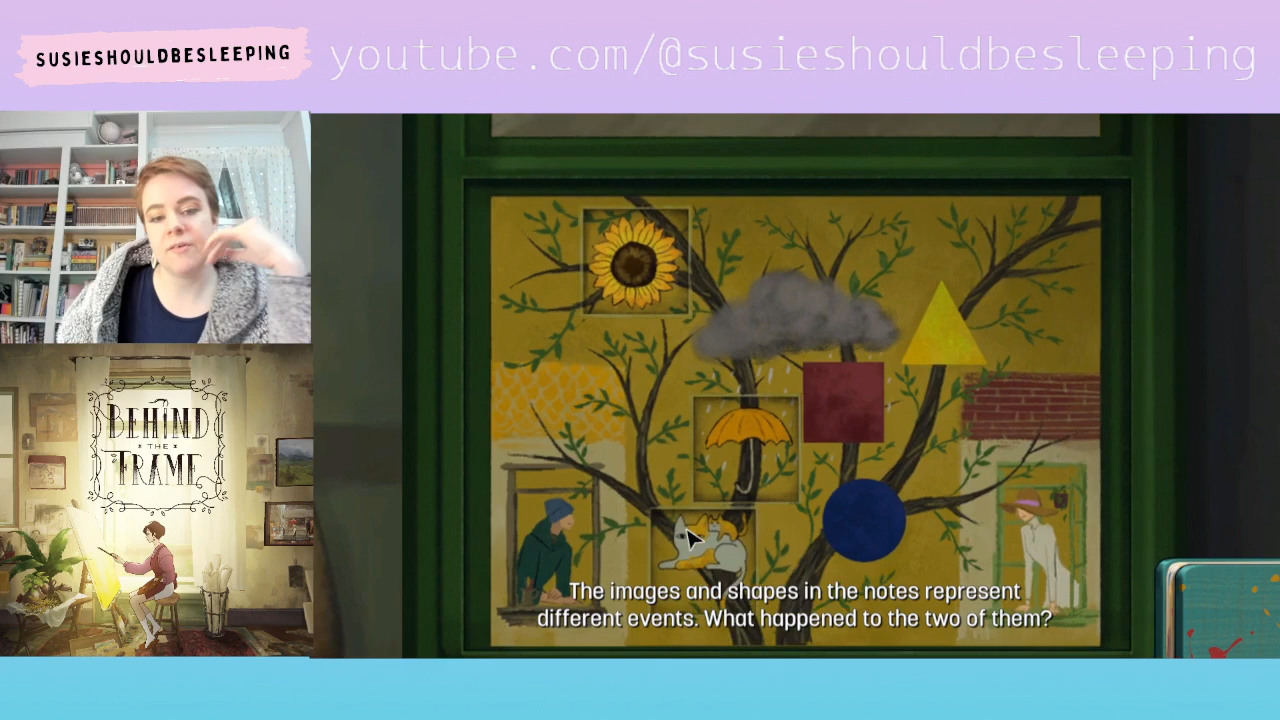 SUSIESHOULDBESLEEPING
youtube.com/@susieshouldbesleeping
BEHIND
THE
FRAME
23
The images and shapes in the notes represent
different events. What happened to the two of them?